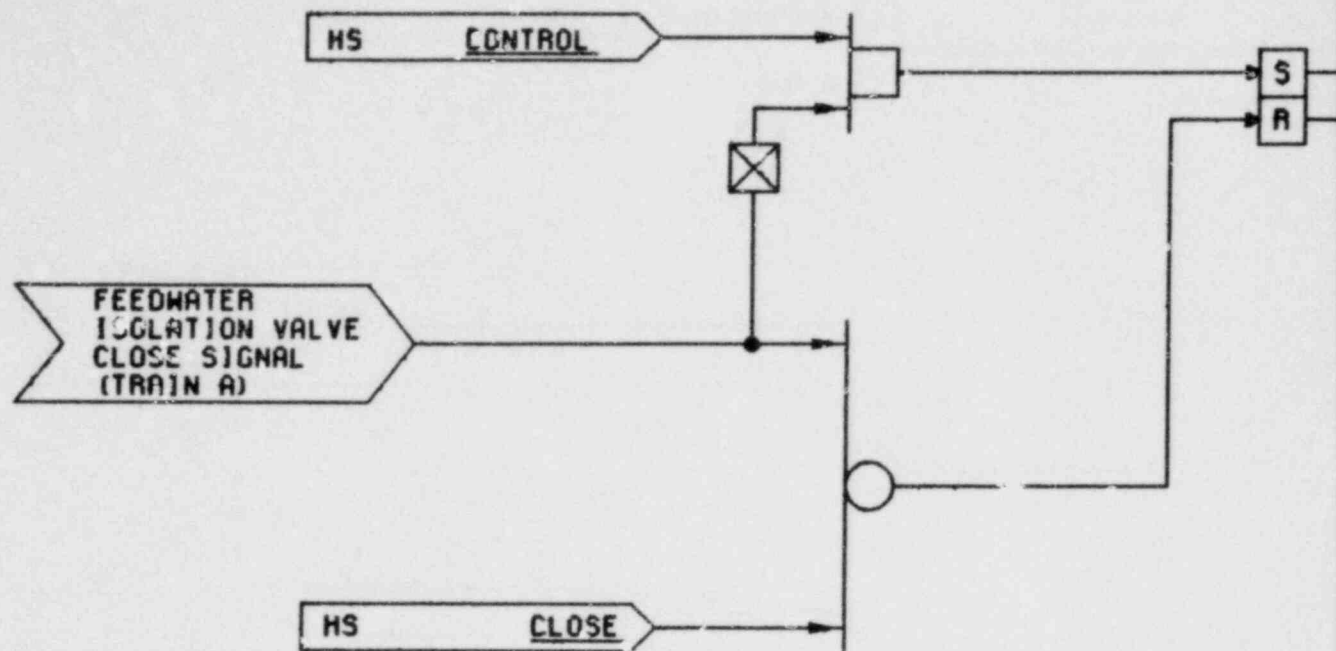 HS CONTROL
S
R
FEEDWATER
ISOLATION VALVE
CLOSE SIGNAL
(TRAIN A)
HS CLOSE